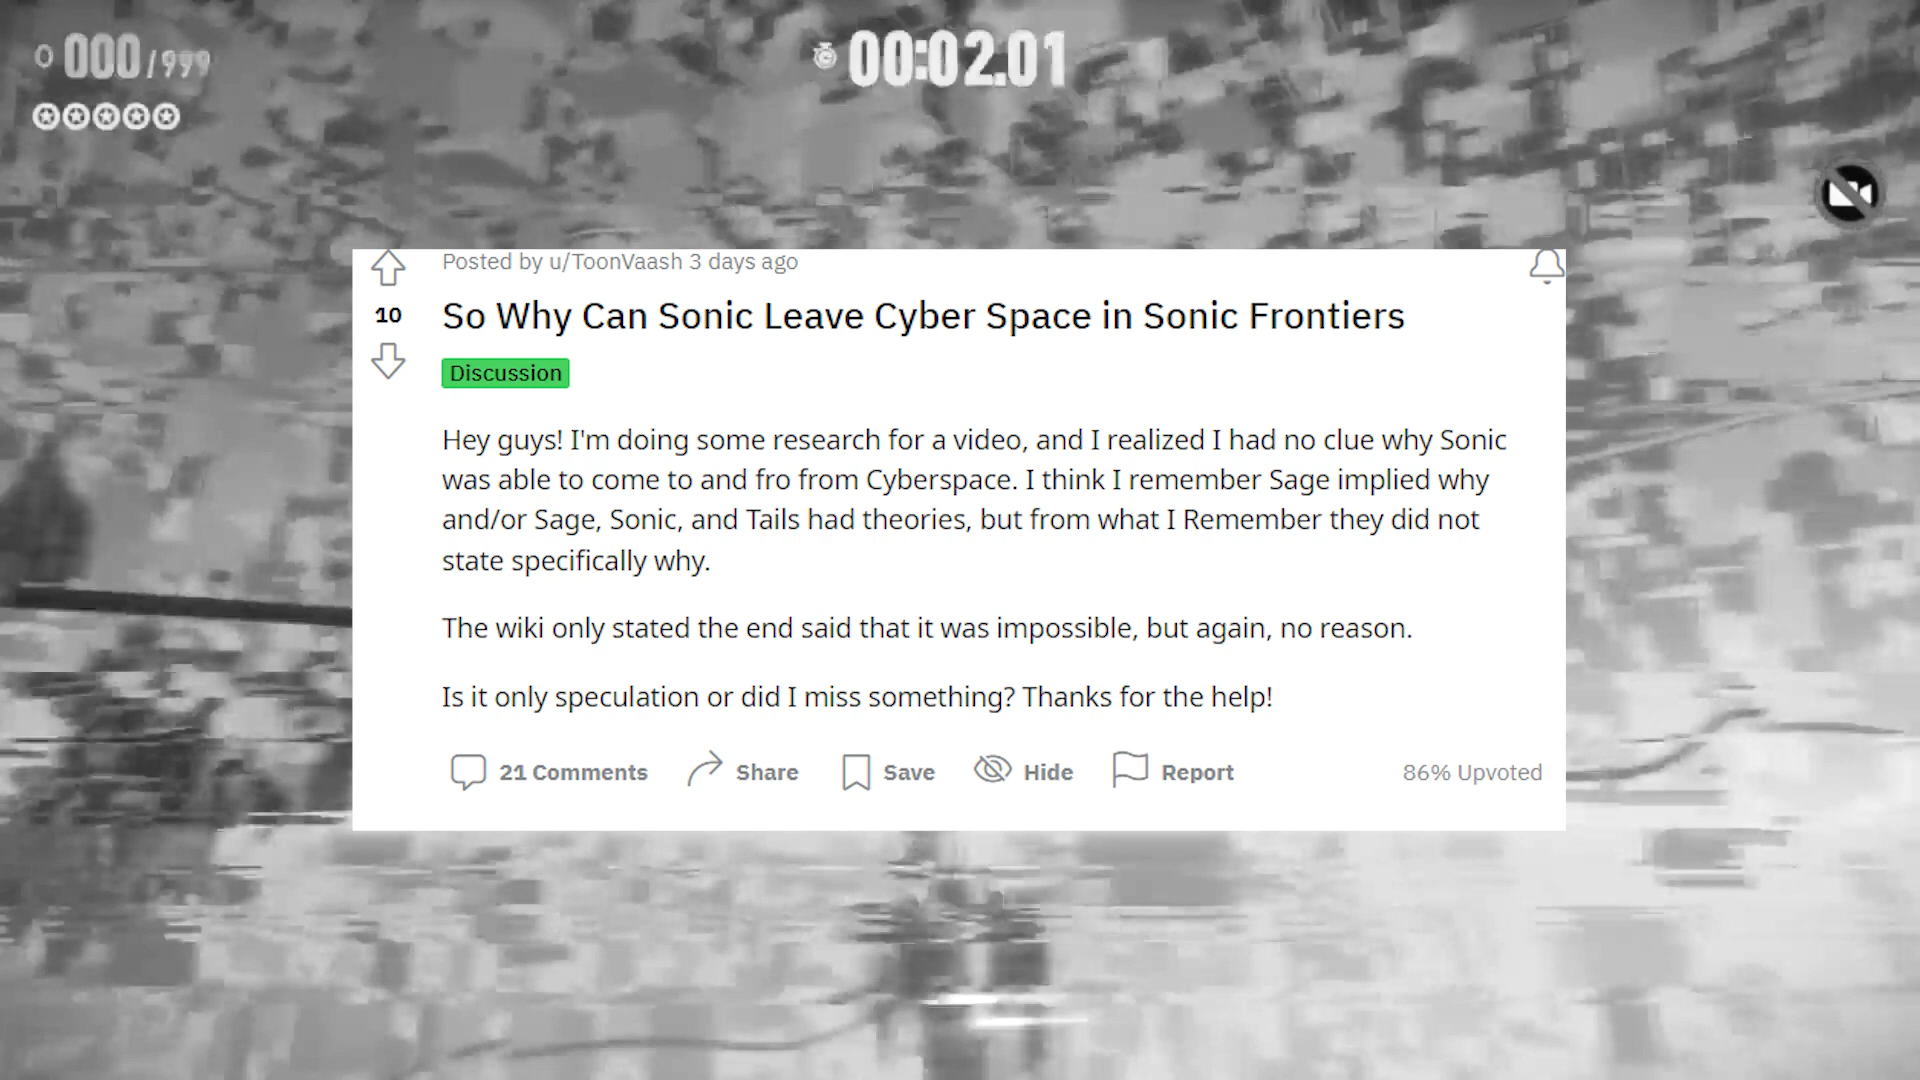 000/999
00:02.01
Posted by u/ToonVaash 3 days ago
10
So Why Can Sonic Leave Cyber Space in Sonic Frontiers
Discussion
Hey guys! I'm doing some research for a video, and I realized I had no clue why Sonic
was able to come to and fro from Cyberspace. I think I remember Sage implied why
and/or Sage, Sonic, and Tails had theories, but from what I Remember they did not
state specifically why.
The wiki only stated the end said that it was impossible, but again, no reason.
Is it only speculation or did I miss something? Thanks for the help!
21 Comments
Share
Save
Hide
Report
86% Upvoted